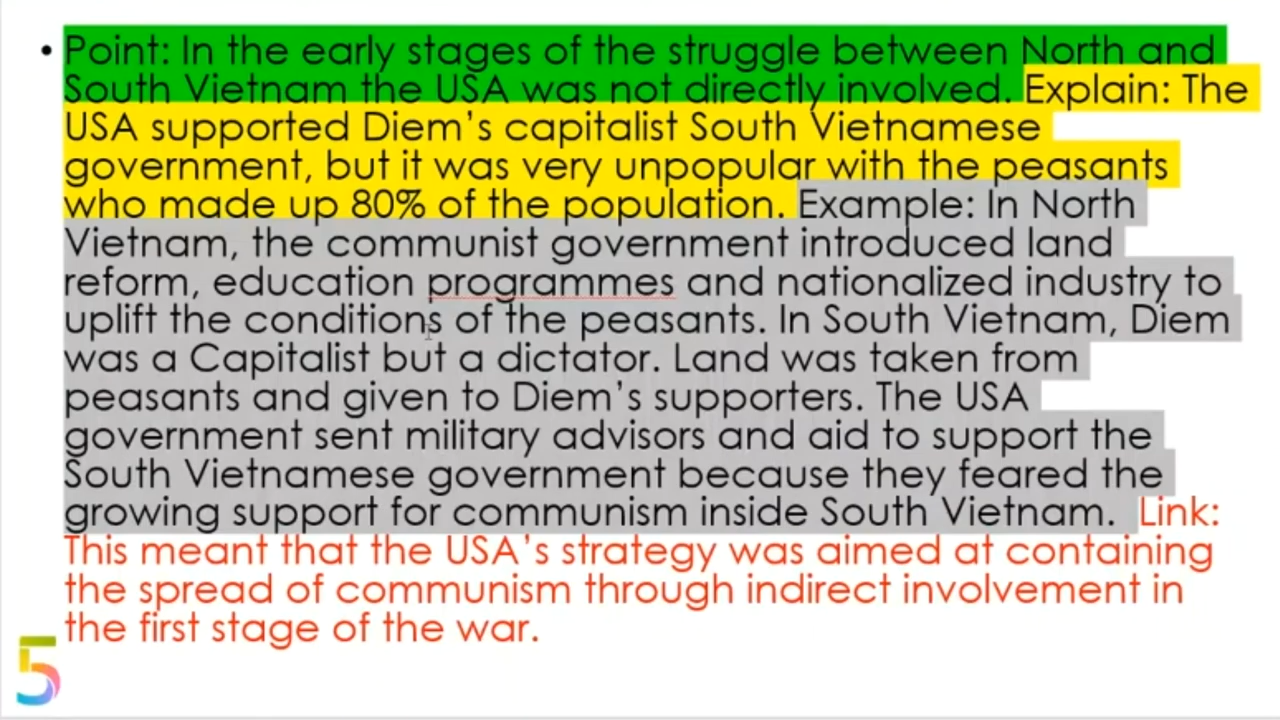 • Point: In the early stages of the struggle between North and
South Vietnam the USA was not directly involved. Explain: The
USA supported Diem's capitalist South Vietnamese
government, but it was very unpopular with the peasants
who made up 80% of the population. Example: In North
Vietnam, the communist government introduced land
reform, education programmes and nationalized industry to
uplift the conditions of the peasants. In South Vietnam, Diem
was a Capitalist but a dictator. Land was taken from
peasants and given to Diem's supporters. The USA
government sent military advisors and aid to support the
South Vietnamese government because they feared the
growing support for communism inside South Vietnam. Link:
This meant that the USA's strategy was aimed at containing
the spread of communism through indirect involvement in
the first stage of the war.
5